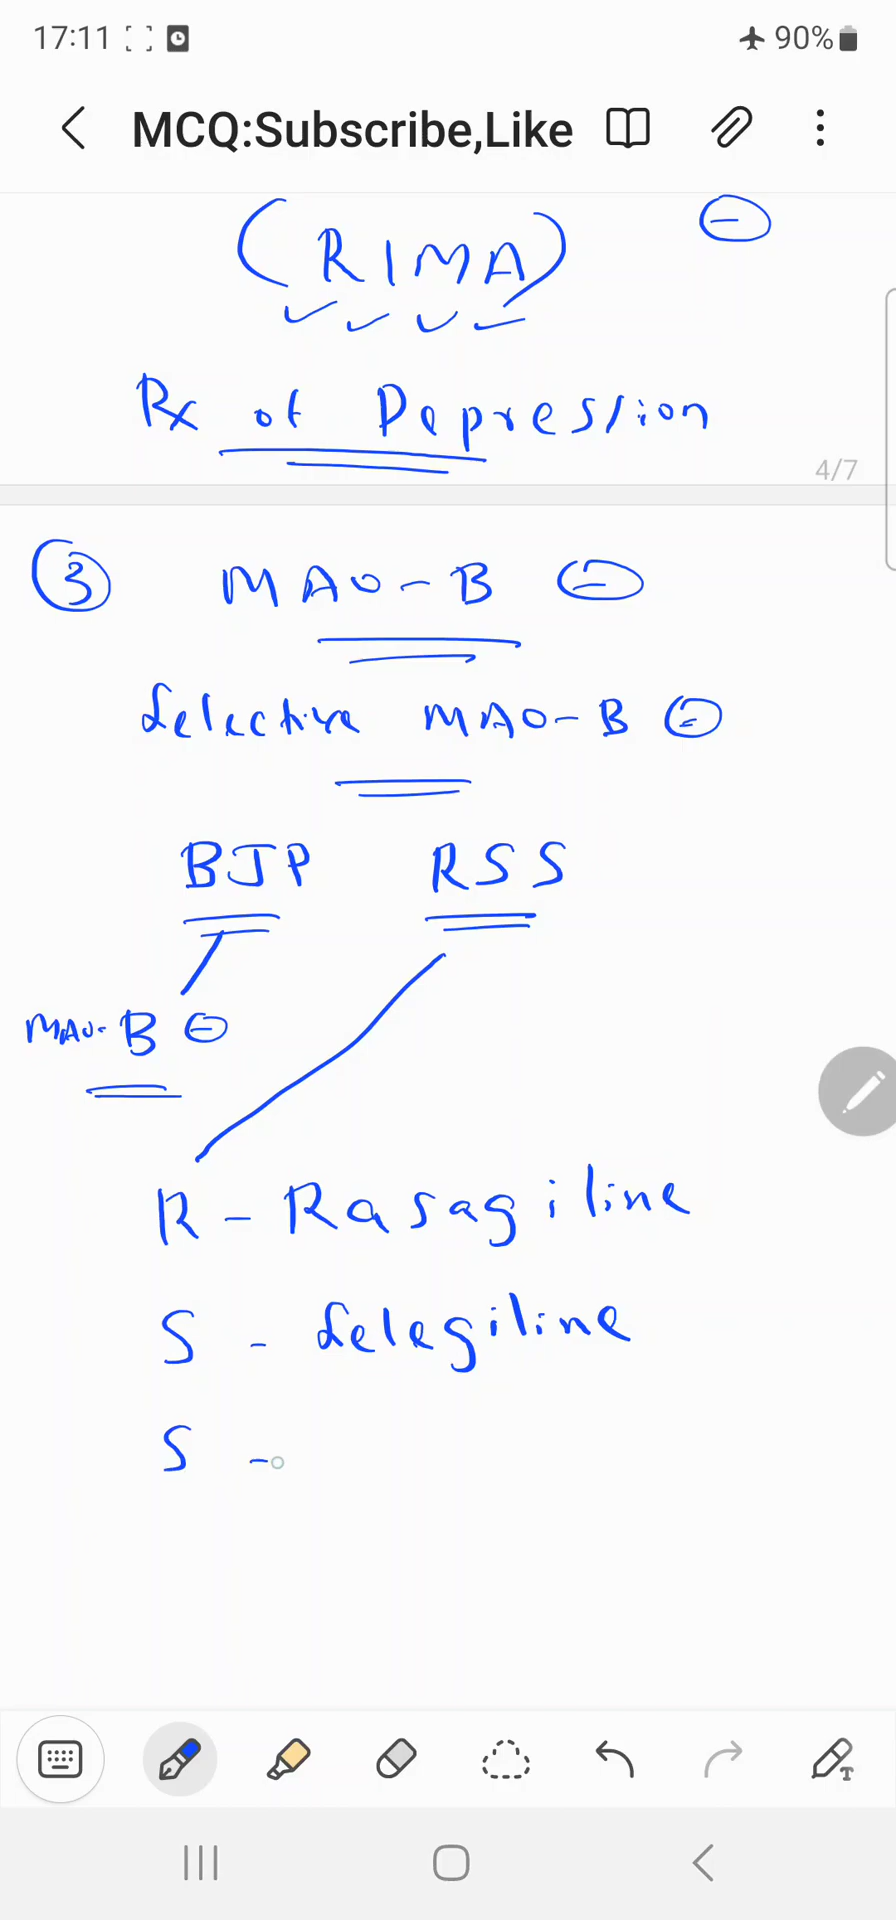 17:11 90%
MCQ:Subscribe,Like
(RIMA) -
Rx of Depression
4/7
3 MAO-B -
Selective MAO-B -
BJP RSS
MAO-B -
R - Rasagiline
S - Selegiline
S -
T